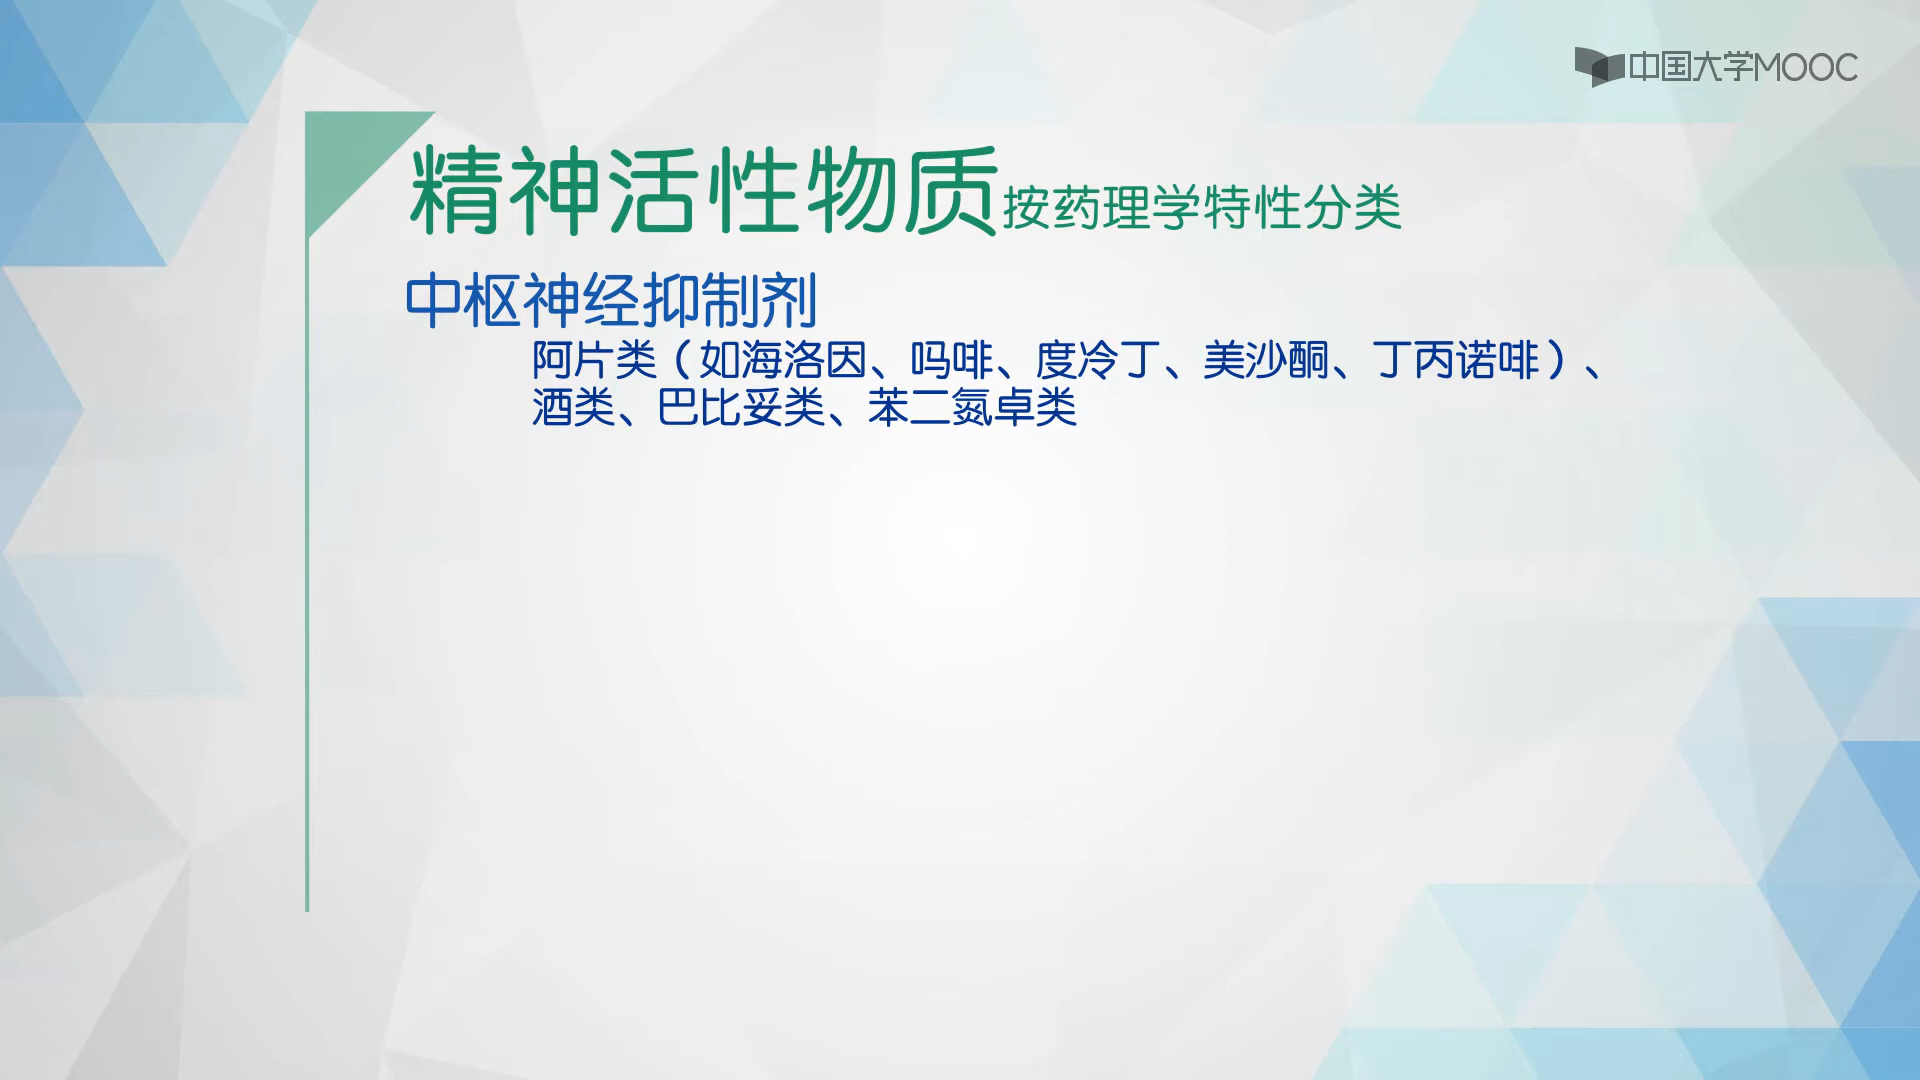 中国大学MOOC
精神活性物质按药理学特性分类
中枢神经抑制剂
阿片类（如海洛因、吗啡、度冷丁、美沙酮、丁丙诺啡）、
酒类、巴比妥类、苯二氮卓类